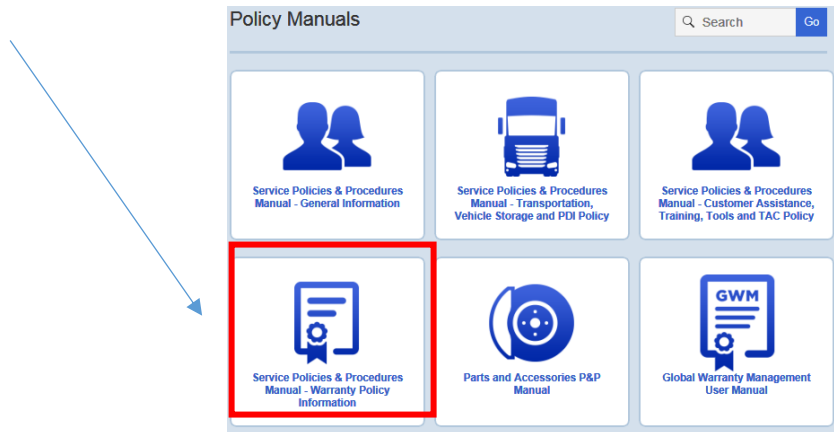 Policy Manuals
Search
Go
Service Policies & Procedures
Manual - General Information
Service Policies & Procedures
Manual - Transportation,
Vehicle Storage and PDI Policy
Service Policies & Procedures
Manual - Customer Assistance,
Training, Tools and TAC Policy
Service Policies & Procedures
Manual - Warranty Policy
Information
Parts and Accessories P&P
Manual
GWM
Global Warranty Management
User Manual